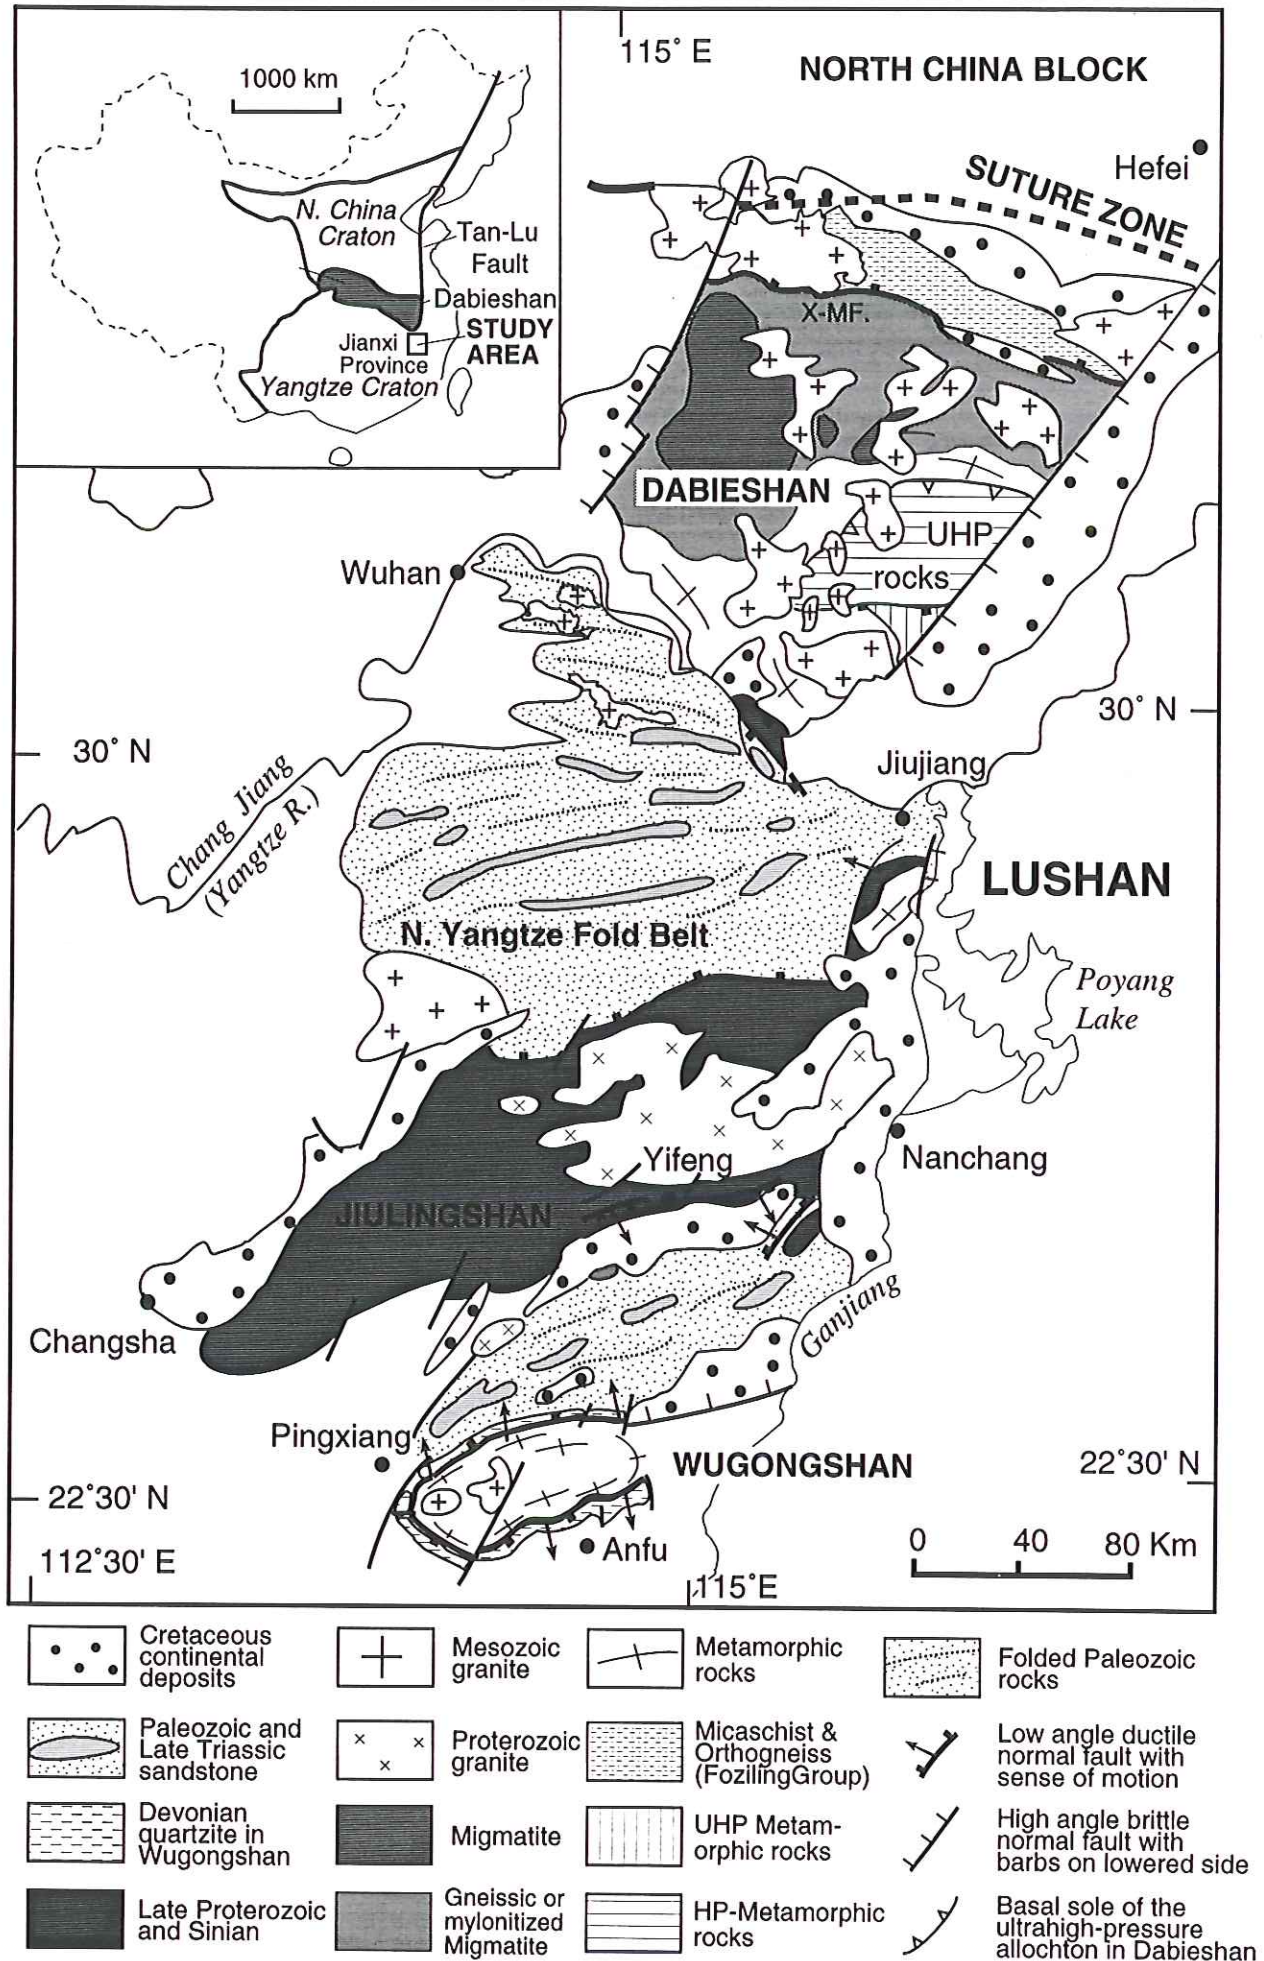 1000 km
N. China
Craton
Tan-Lu
Fault
Dabieshan
STUDY
AREA
Jianxi
Province
Yangtze Craton
115° E
NORTH CHINA BLOCK
Hefei
SUTURE ZONE
X-MF.
DABIESHAN
UHP
rocks
Wuhan
30° N
30° N
Chang Jiang
(Yangtze R.)
Jiujiang
LUSHAN
N. Yangtze Fold Belt
Poyang
Lake
Yifeng
Nanchang
JIULINGSHAN
Changsha
Ganjiang
Pingxiang
WUGONGSHAN
22°30' N
22°30' N
Anfu
0 40 80 Km
112°30' E
115°E
Cretaceous
continental
deposits
Mesozoic
granite
Metamorphic
rocks
Folded Paleozoic
rocks
Paleozoic and
Late Triassic
sandstone
Proterozoic
granite
Micaschist &
Orthogneiss
(FozilingGroup)
Low angle ductile
normal fault with
sense of motion
Devonian
quartzite in
Wugongshan
Migmatite
UHP Metam-
orphic rocks
High angle brittle
normal fault with
barbs on lowered side
Late Proterozoic
and Sinian
Gneissic or
mylonitized
Migmatite
HP-Metamorphic
rocks
Basal sole of the
ultrahigh-pressure
allochton in Dabieshan